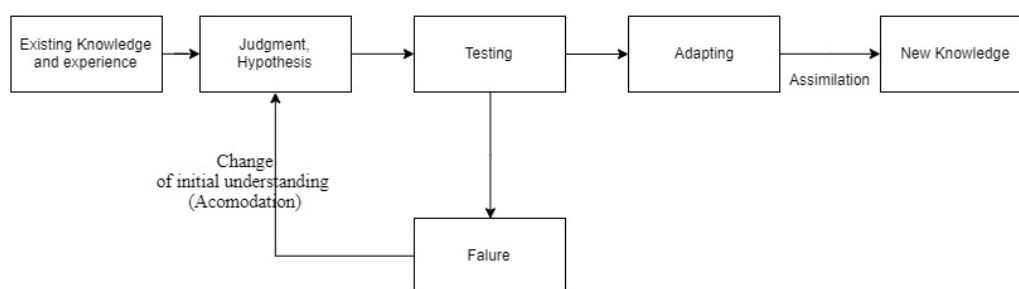 Existing Knowledge
and experience
Judgment,
Hypothesis
Testing
Adapting
Assimilation
New Knowledge
Change
of initial understanding
(Acomodation)
Falure